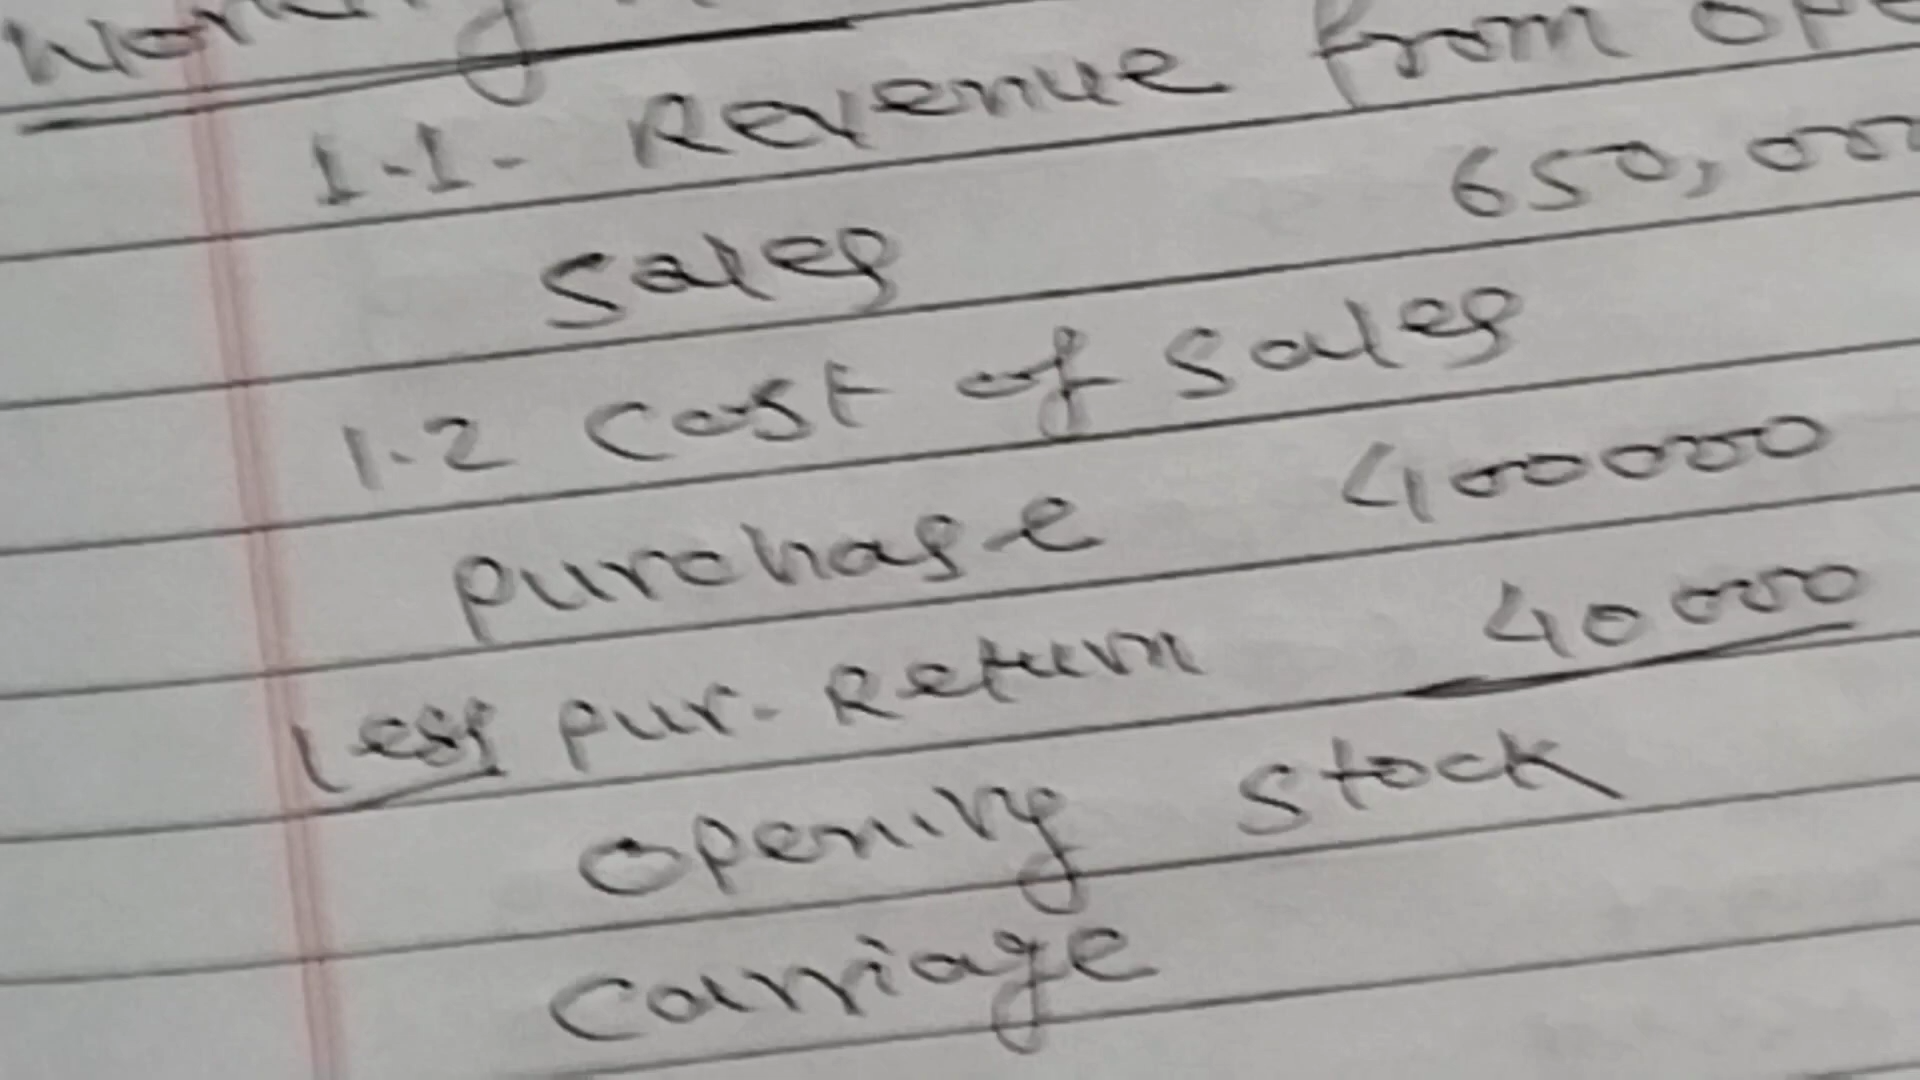 1.1. Revenue from
Sales 650,000
1.2 Cost of Sales
purchase 400000
Less pur. Return 40000
opening stock
Carriage